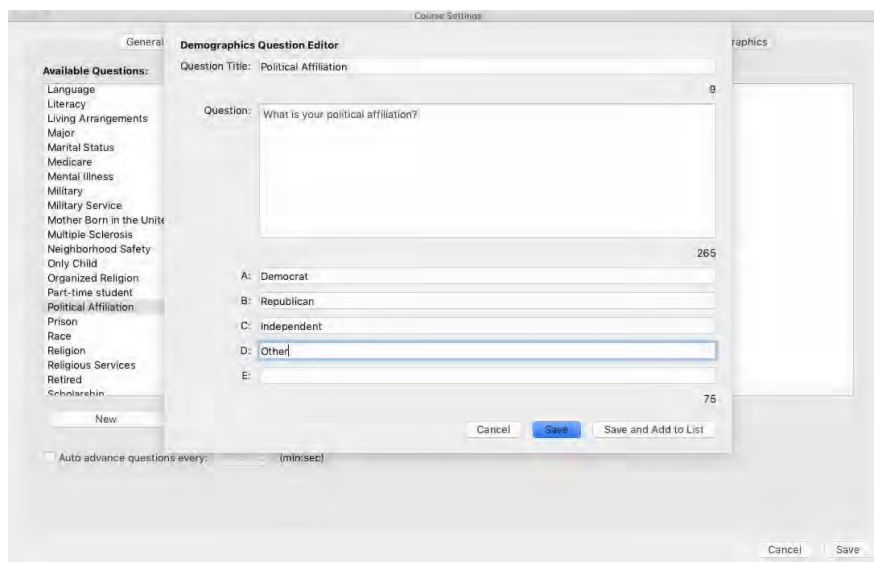 Course Settings
General
raphics
Demographics Question Editor
Available Questions:
Question Title: Political Affiliation
9
Language
Literacy
Living Arrangements
Major
Marital Status
Medicare
Mental Illness
Military
Military Service
Mother Born in the Unite
Multiple Sclerosis
Neighborhood Safety
Only Child
Organized Religion
Part-time student
Political Affiliation
Prison
Race
Religion
Religious Services
Retired
Scholarship
Question: What is your political affiliation?
265
A: Democrat
B: Republican
C: Independent
D: Other
E:
75
New
Cancel Save Save and Add to List
Auto advance questions every: (min:sec)
Cancel Save